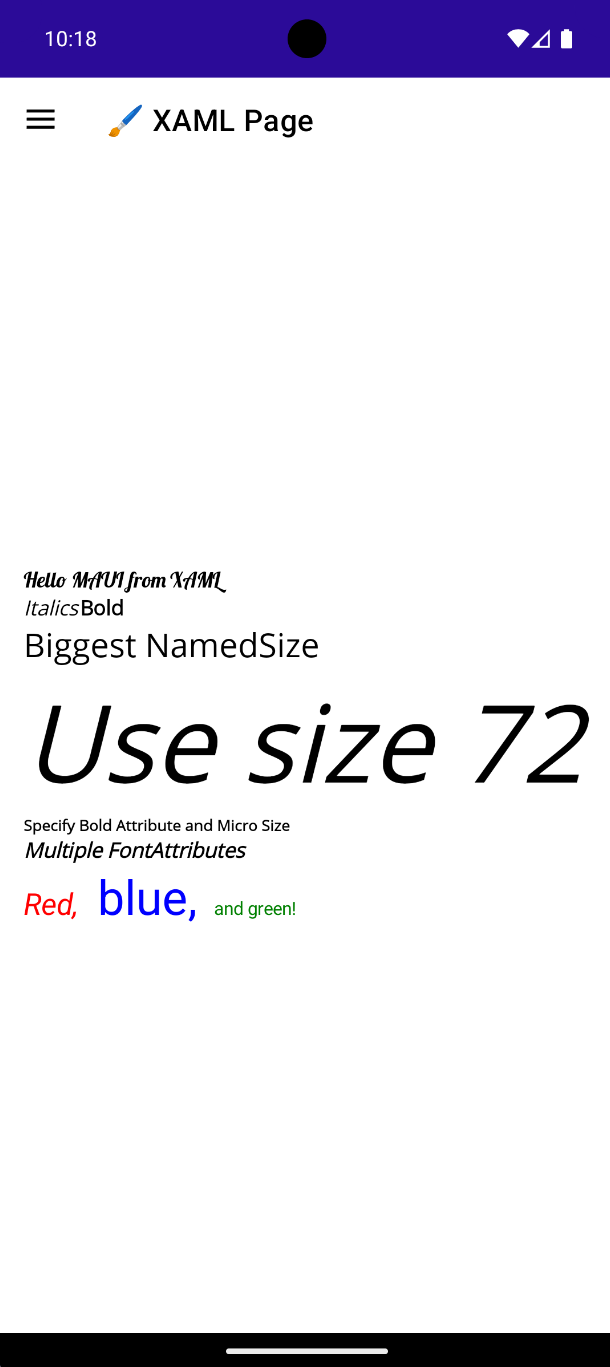 10:18
XAML Page
Hello MAUI from XAML
ItalicsBold
Biggest NamedSize
Use size 72
Specify Bold Attribute and Micro Size
Multiple FontAttributes
Red, blue, and green!